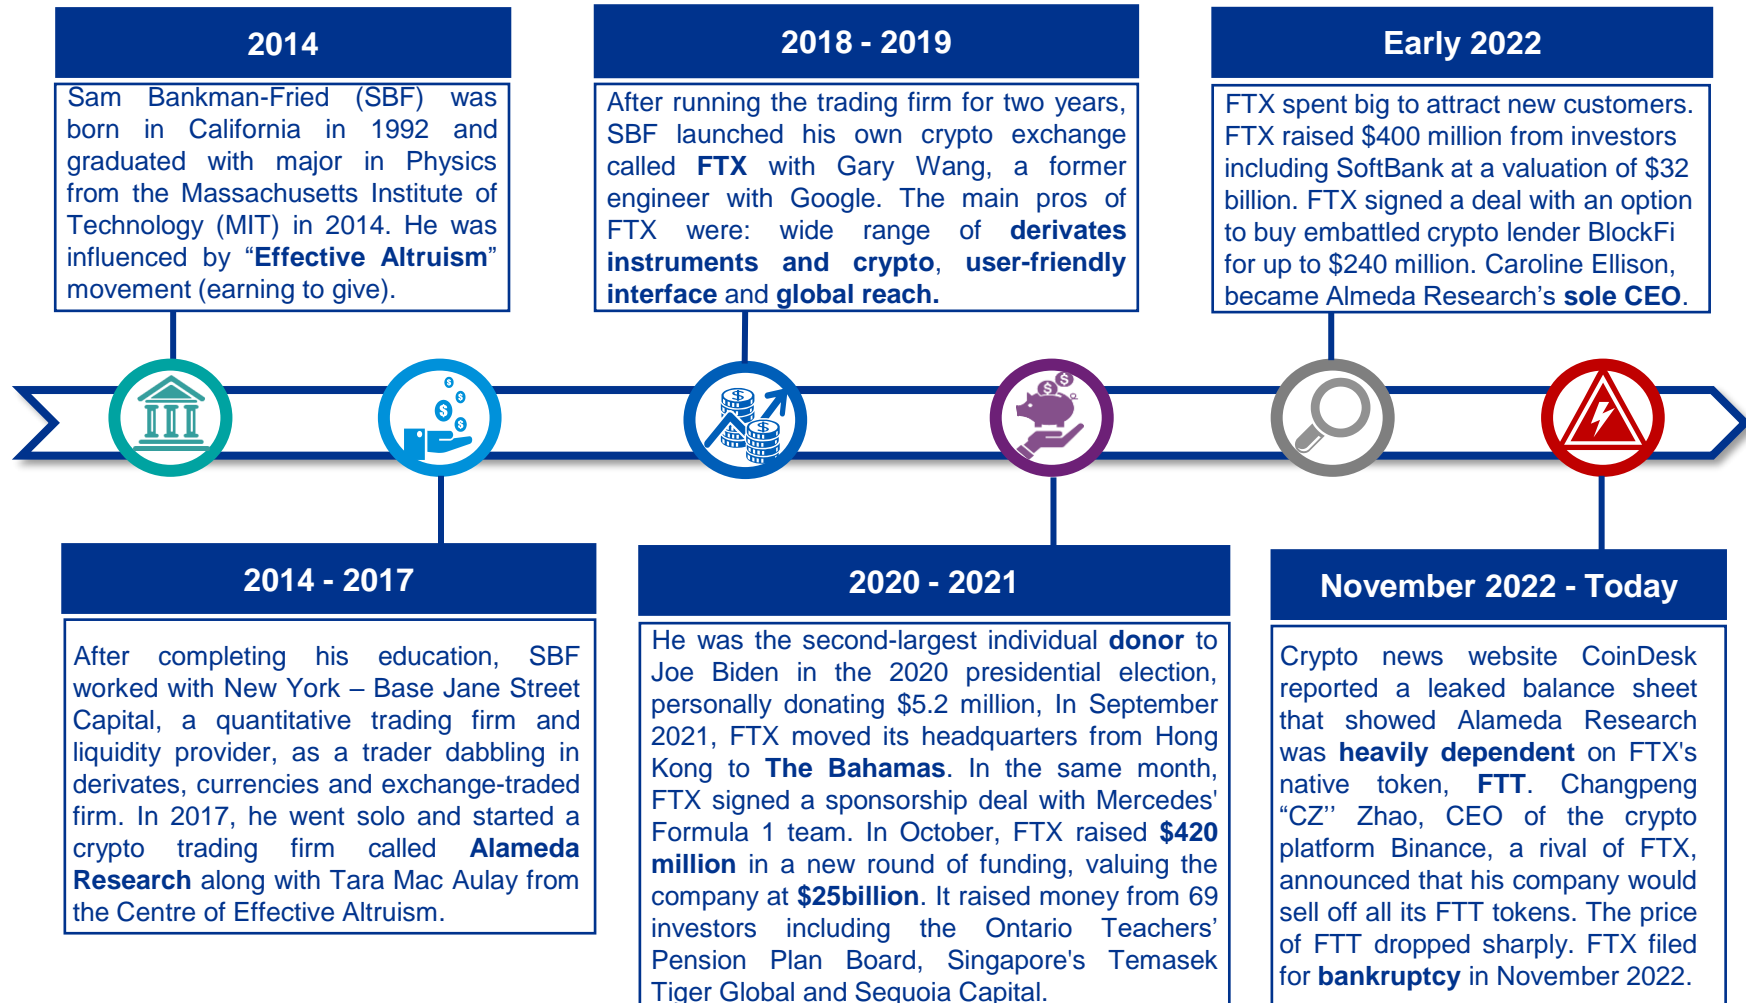 2014
Sam Bankman-Fried (SBF) was
born in California in 1992 and
graduated with major in Physics
from the Massachusetts Institute of
Technology (MIT) in 2014. He was
influenced by “Effective Altruism”
movement (earning to give).
2014 - 2017
After completing his education, SBF
worked with New York – Base Jane Street
Capital, a quantitative trading firm and
liquidity provider, as a trader dabbling in
derivates, currencies and exchange-traded
firm. In 2017, he went solo and started a
crypto trading firm called Alameda
Research along with Tara Mac Aulay from
the Centre of Effective Altruism.
2018 - 2019
After running the trading firm for two years,
SBF launched his own crypto exchange
called FTX with Gary Wang, a former
engineer with Google. The main pros of
FTX were: wide range of derivates
instruments and crypto, user-friendly
interface and global reach.
2020 - 2021
He was the second-largest individual donor to
Joe Biden in the 2020 presidential election,
personally donating $5.2 million, In September
2021, FTX moved its headquarters from Hong
Kong to The Bahamas. In the same month,
FTX signed a sponsorship deal with Mercedes'
Formula 1 team. In October, FTX raised $420
million in a new round of funding, valuing the
company at $25billion. It raised money from 69
investors including the Ontario Teachers’
Pension Plan Board, Singapore's Temasek
Tiger Global and Sequoia Capital.
Early 2022
FTX spent big to attract new customers.
FTX raised $400 million from investors
including SoftBank at a valuation of $32
billion. FTX signed a deal with an option
to buy embattled crypto lender BlockFi
for up to $240 million. Caroline Ellison,
became Almeda Research’s sole CEO.
November 2022 - Today
Crypto news website CoinDesk
reported a leaked balance sheet
that showed Alameda Research
was heavily dependent on FTX's
native token, FTT. Changpeng
“CZ’’ Zhao, CEO of the crypto
platform Binance, a rival of FTX,
announced that his company would
sell off all its FTT tokens. The price
of FTT dropped sharply. FTX filed
for bankruptcy in November 2022.